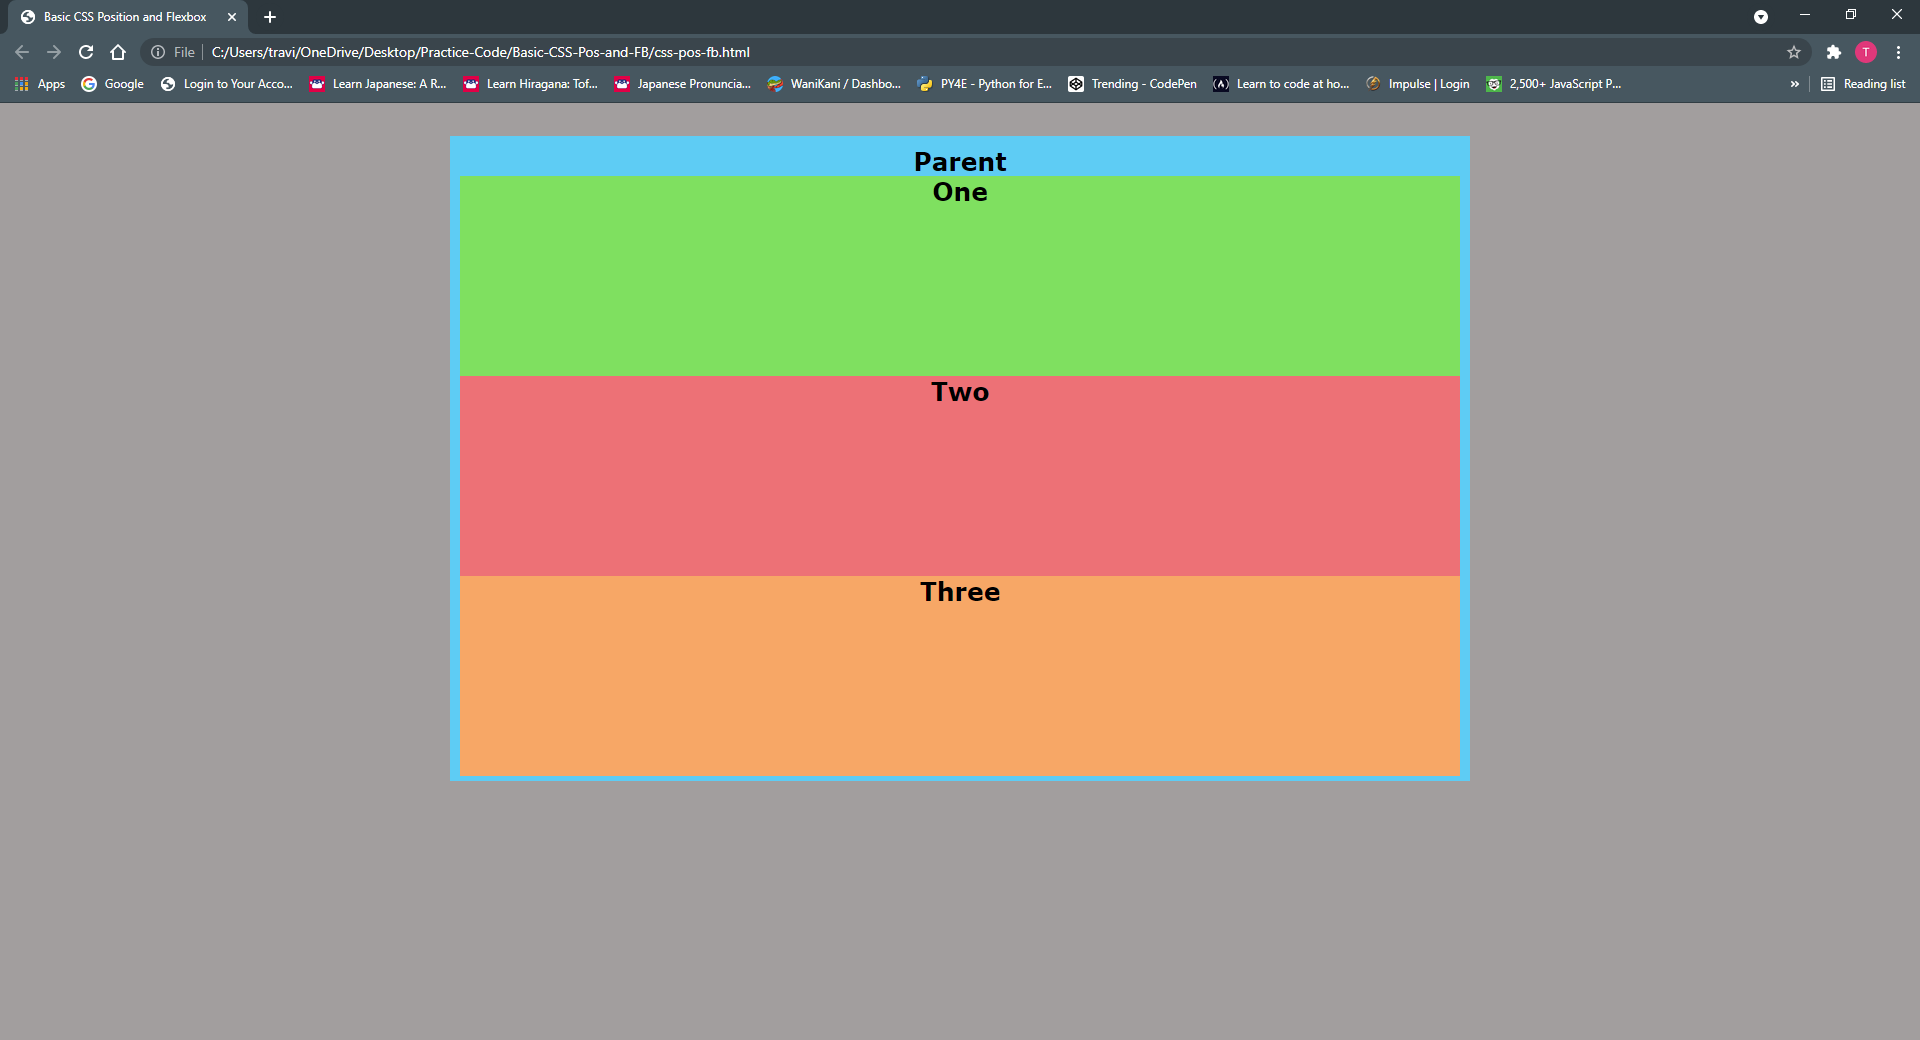 Basic CSS Position and Flexbox
File C:/Users/travi/OneDrive/Desktop/Practice-Code/Basic-CSS-Pos-and-FB/css-pos-fb.html T
Apps Google Login to Your Acco... Learn Japanese: A R... Learn Hiragana: Tof... Japanese Pronuncia... WaniKani / Dashbo... PY4E - Python for E... Trending - CodePen Learn to code at ho... Impulse | Login 2,500+ JavaScript P... » Reading list
Parent
One
Two
Three